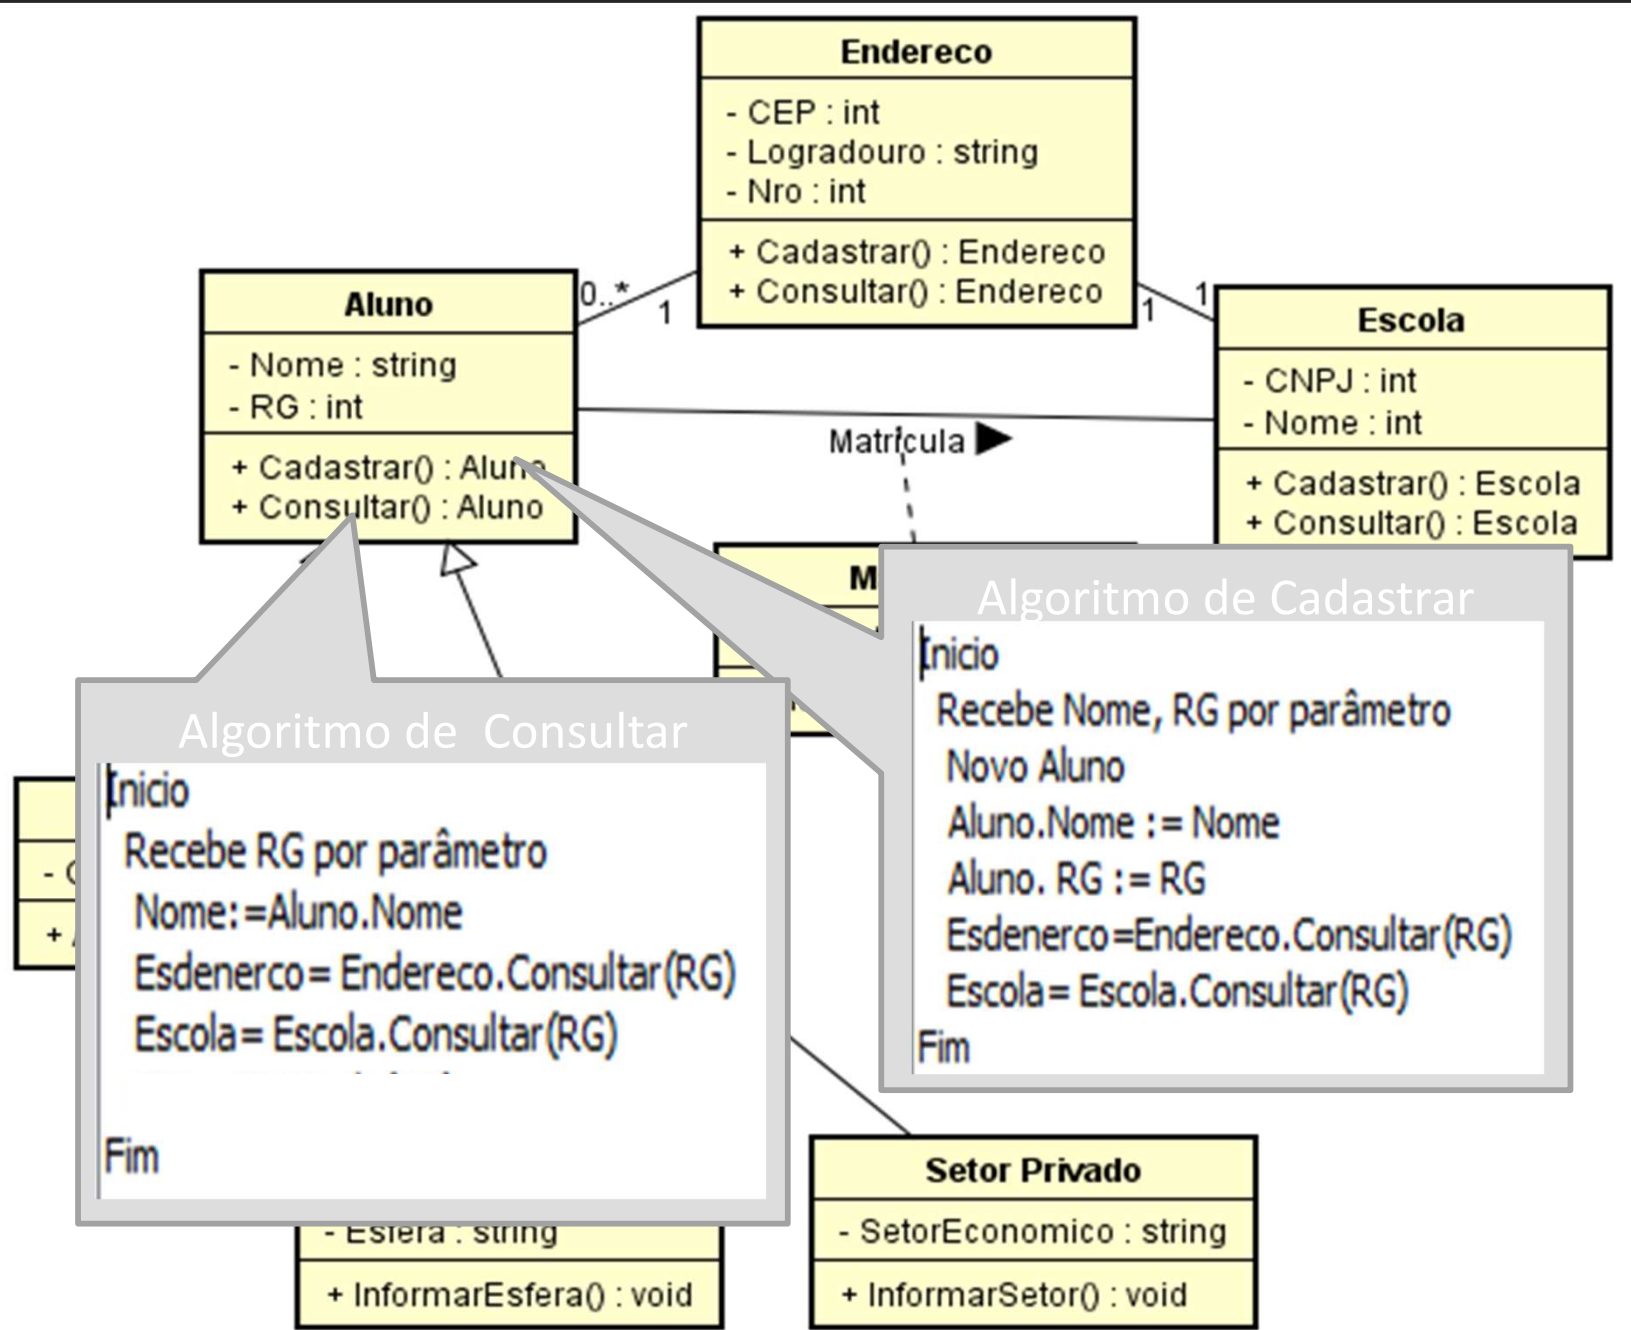 Endereco
- CEP : int
- Logradouro : string
- Nro : int
+ Cadastrar() : Endereco
+ Consultar() : Endereco
Aluno
- Nome : string
- RG : int
+ Cadastrar() : Aluno
+ Consultar() : Aluno
0..*
1
1
1
Escola
- CNPJ : int
- Nome : int
+ Cadastrar() : Escola
+ Consultar() : Escola
Matrícula
M
Algoritmo de Cadastrar
Inicio
Recebe Nome, RG por parâmetro
Novo Aluno
Aluno.Nome := Nome
Aluno. RG := RG
Esdenerco=Endereco.Consultar(RG)
Escola= Escola.Consultar(RG)
Fim
Algoritmo de Consultar
Inicio
Recebe RG por parâmetro
Nome:=Aluno.Nome
Esdenerco= Endereco.Consultar(RG)
Escola= Escola.Consultar(RG)
Fim
- Esfera : string
+ InformarEsfera() : void
Setor Privado
- SetorEconomico : string
+ InformarSetor() : void